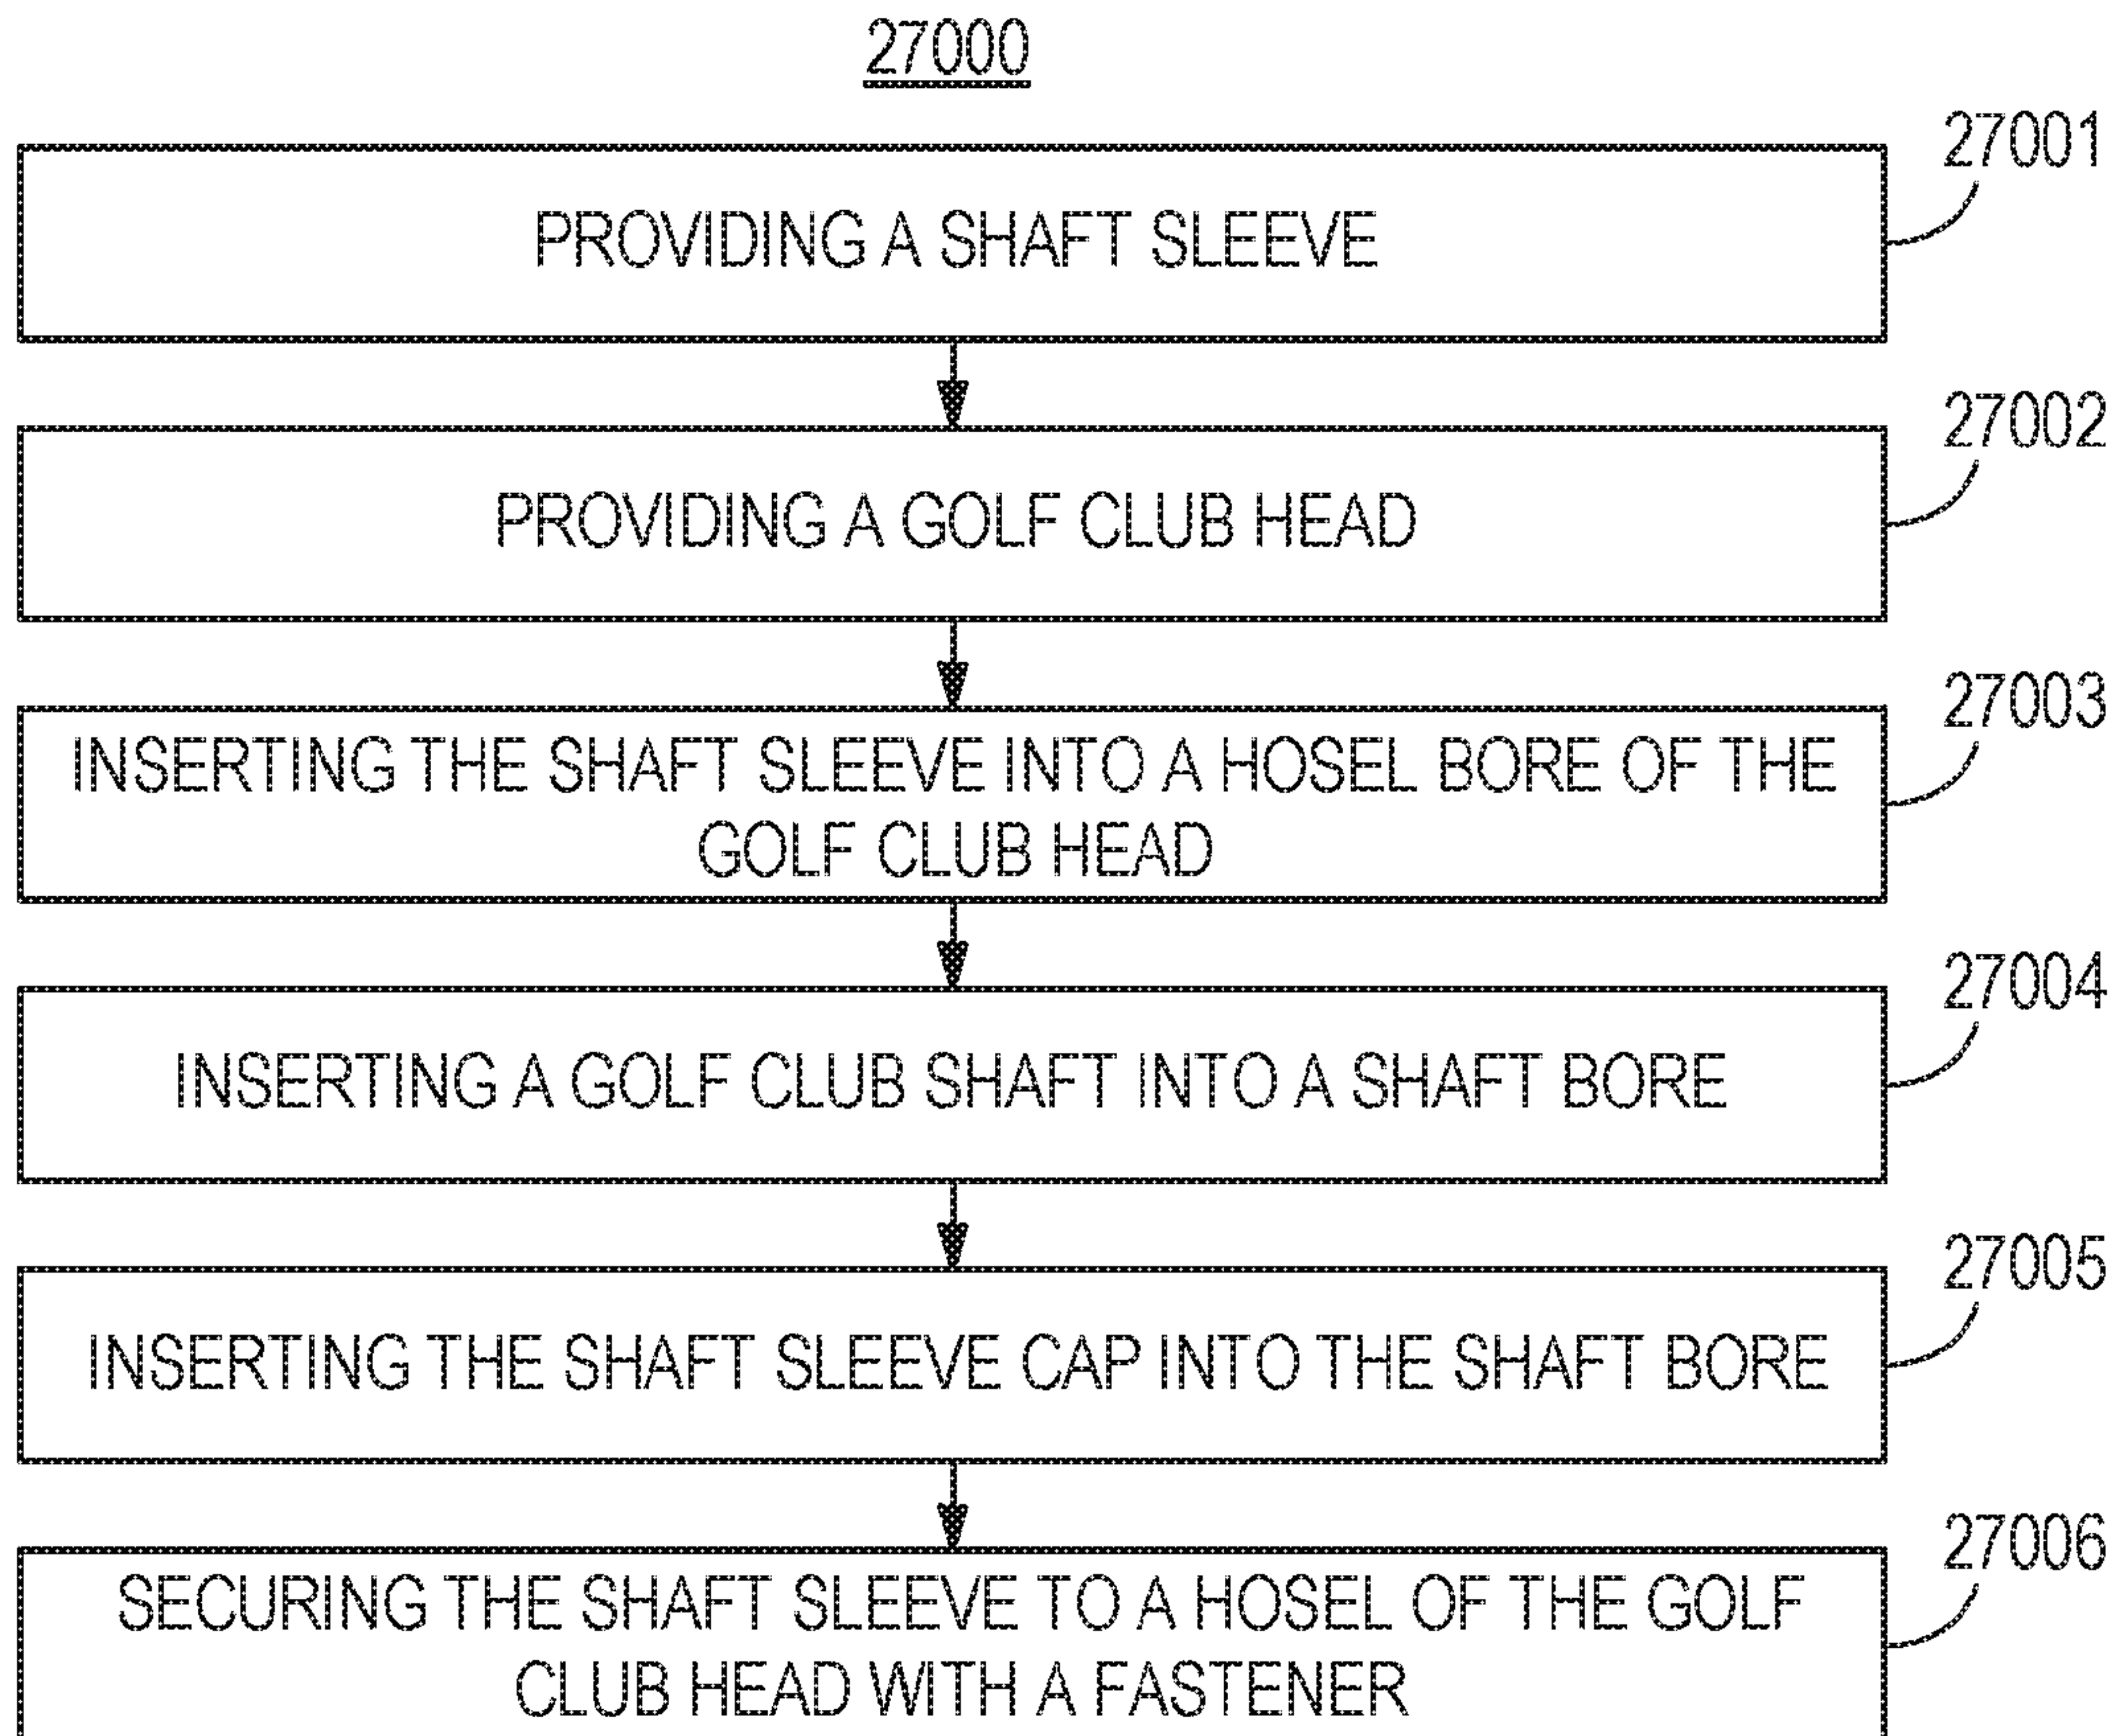 27000
27001
PROVIDING A SHAFT SLEEVE
27002
PROVIDING A GOLF CLUB HEAD
27003
INSERTING THE SHAFT SLEEVE INTO A HOSEL BORE OF THE
GOLF CLUB HEAD
27004
INSERTING A GOLF CLUB SHAFT INTO A SHAFT BORE
27005
INSERTING THE SHAFT SLEEVE CAP INTO THE SHAFT BORE
27006
SECURING THE SHAFT SLEEVE TO A HOSEL OF THE GOLF
CLUB HEAD WITH A FASTENER